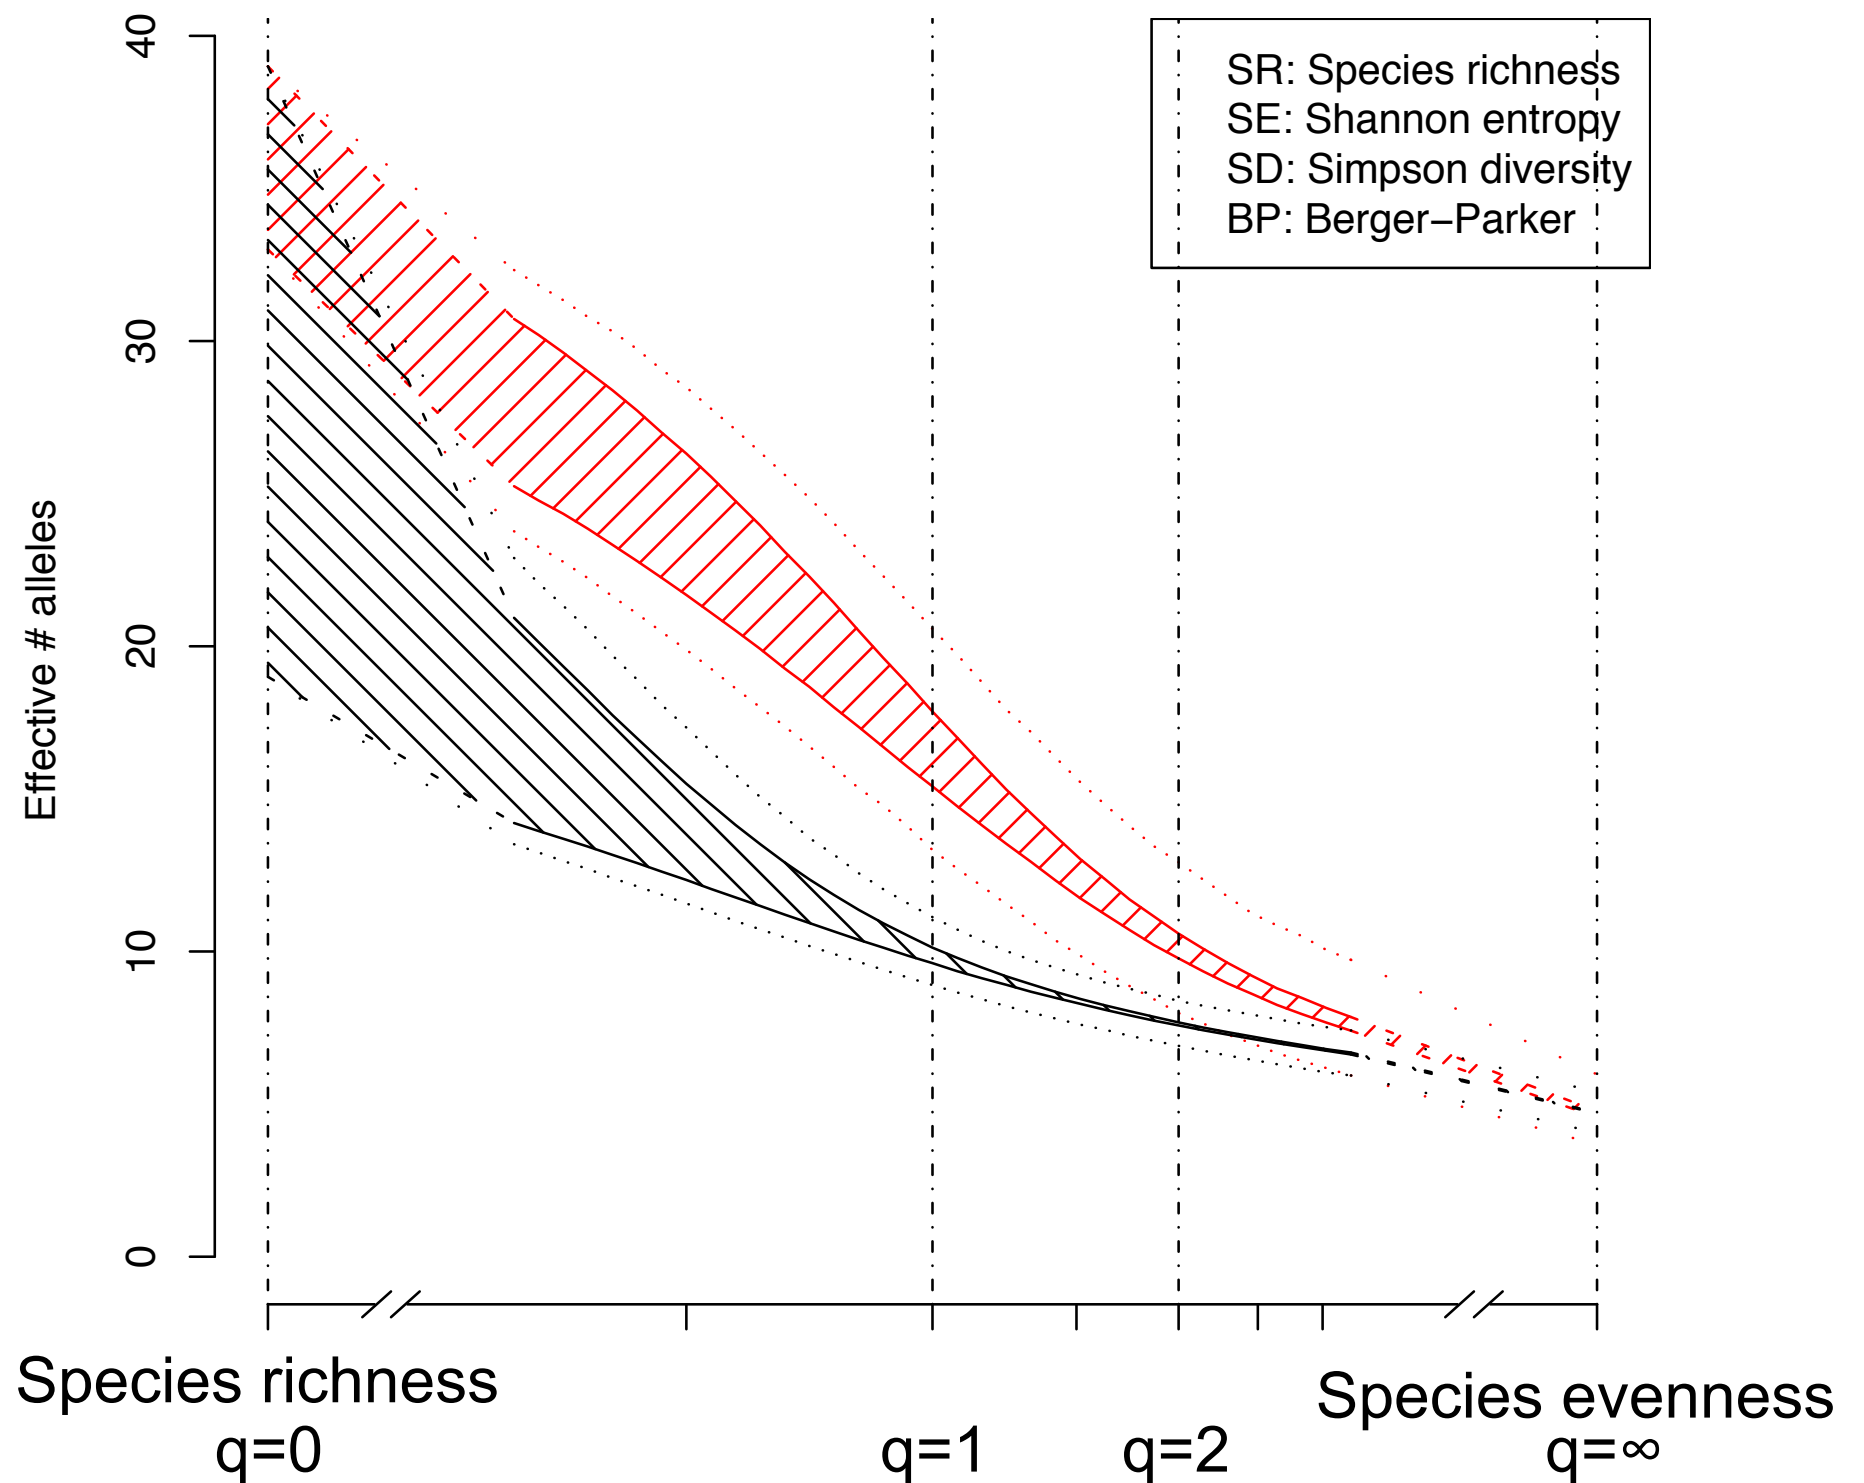 40
30
20
10
0
Effective # alleles
SR: Species richness
SE: Shannon entropy
SD: Simpson diversity
BP: Berger−Parker
Species richness
Species evenness
q=0
q=1
q=2
q=∞